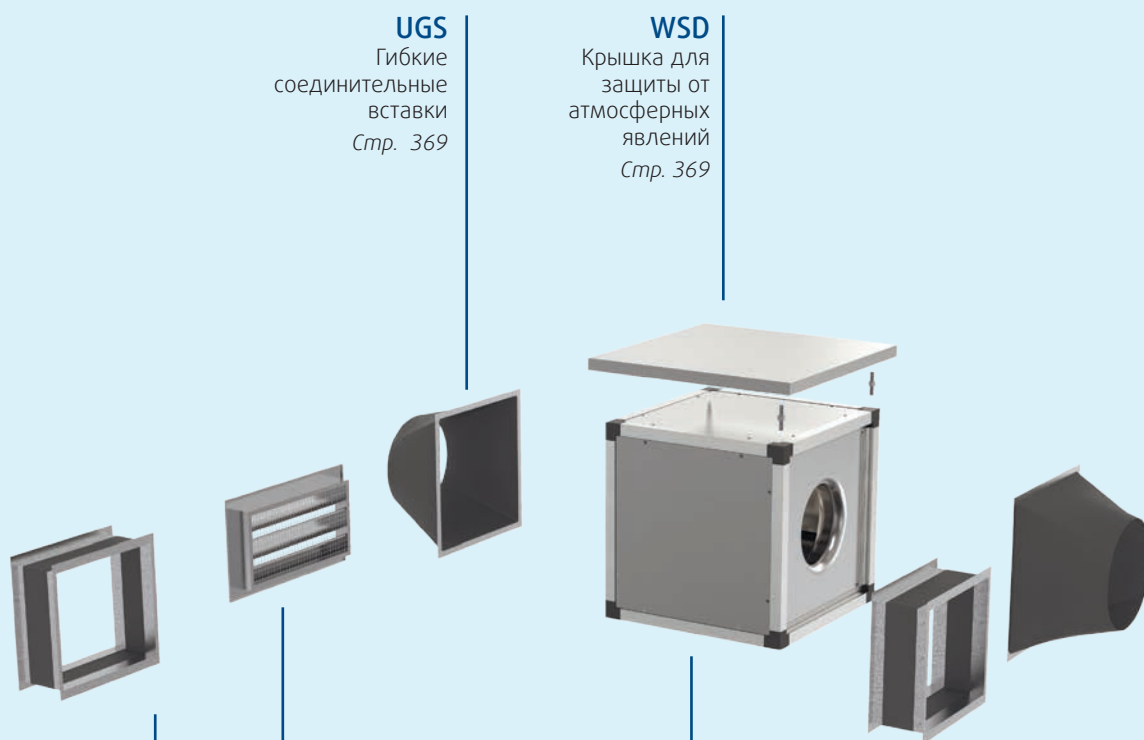 UGS
Гибкие
соединительные
вставки
Стр. 369
WSD
Крышка для
защиты от
атмосферных
явлений
Стр. 369